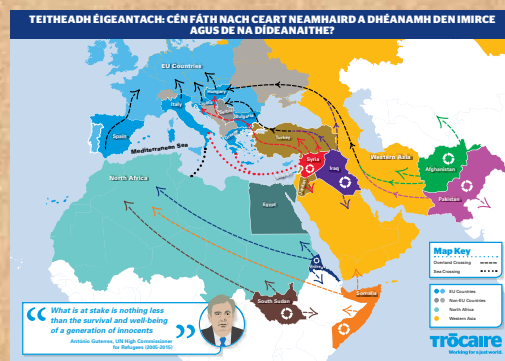 TEITHEADH ÉIGEANTACH: CÉN FÁTH NACH CEART NEAMHAIRD A DHÉANAMH DEN IMIRCE
AGUS DE NA DÍDEANAITHE?
EU Countries
Italy
Bulgaria
Spain
Mediterranean Sea
Turkey
Syria
Iraq
Western Asia
Afghanistan
Pakistan
North Africa
Egypt
South Sudan
Somalia
Map Key
Overland Crossing
Sea Crossing
EU Countries
Non-EU Countries
North Africa
Western Asia
“ What is at stake is nothing less
than the survival and well-being
of a generation of innocents ”
António Guterres, UN High Commissioner
for Refugees (2005-2015)
trócaire
Working for a just world.